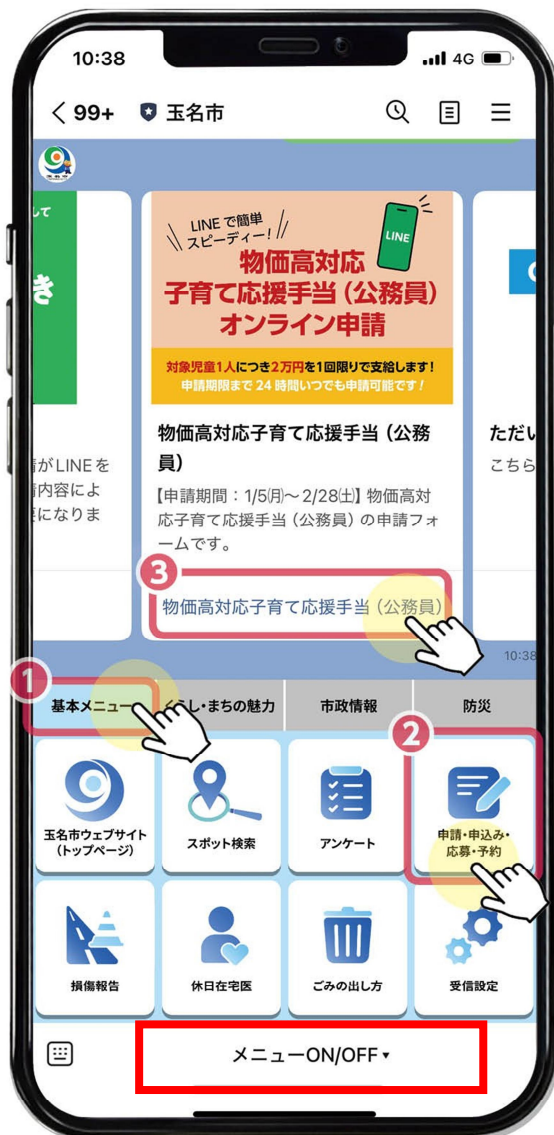 10:38
4G
99+
玉名市
して
き
LINEで簡単
スピーディー!
LINE
物価高対応
子育て応援手当(公務員)
オンライン申請
対象児童1人につき2万円を1回限りで支給します!
申請期限まで24時間いつでも申請可能です!
がLINEを
内容によ
になりま
物価高対応子育て応援手当(公務
員)
【申請期間:1/5㈪~2/28㈯】物価高対
応子育て応援手当(公務員)の申請フォ
ームです。
ただい
こちら
3
物価高対応子育て応援手当(公務員)
10:38
1
基本メニュー
らし・まちの魅力
市政情報
防災
2
玉名市ウェブサイト
(トップページ)
スポット検索
アンケート
申請・申込み・
応募・予約
損傷報告
休日在宅医
ごみの出し方
受信設定
メニューON/OFF▾